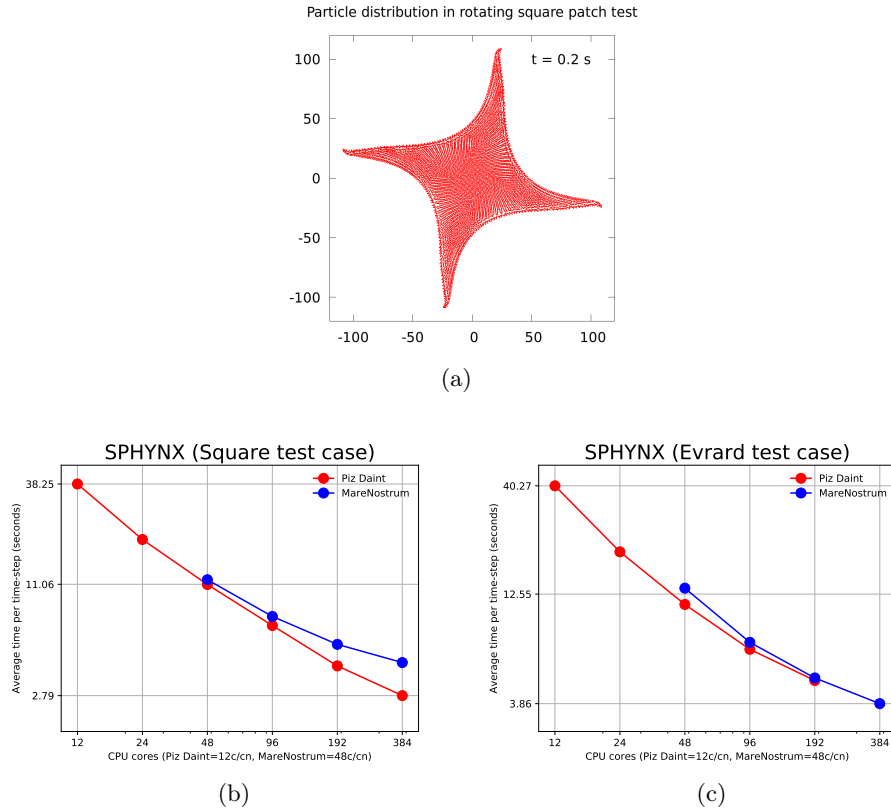 Particle distribution in rotating square patch test
t = 0.2 s
100
50
0
-50
-100
-100 -50 0 50 100
(a)
SPHYNX (Square test case)
Piz Daint
MareNostrum
38.25
11.06
2.79
Average time per time-step (seconds)
12 24 48 96 192 384
CPU cores (Piz Daint=12c/cn, MareNostrum=48c/cn)
(b)
SPHYNX (Evrard test case)
Piz Daint
MareNostrum
40.27
12.55
3.86
Average time per time-step (seconds)
12 24 48 96 192 384
CPU cores (Piz Daint=12c/cn, MareNostrum=48c/cn)
(c)